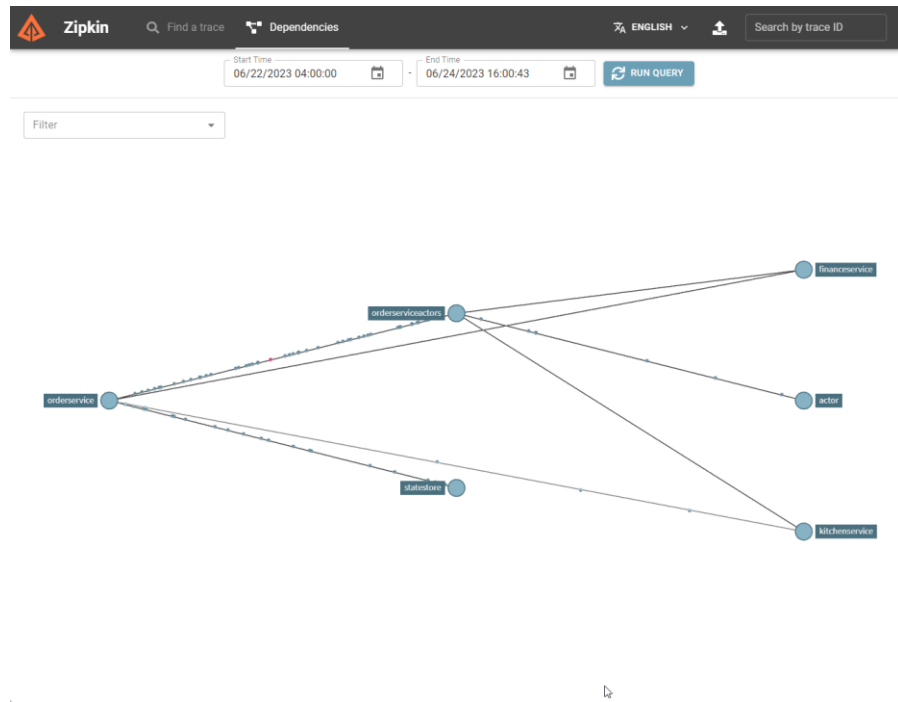 Zipkin
Find a trace
Dependencies
ENGLISH
Search by trace ID
Start Time
06/22/2023 04:00:00
-
End Time
06/24/2023 16:00:43
RUN QUERY
Filter
financeservice
orderserviceactors
orderservice
actor
statestore
kitchenservice